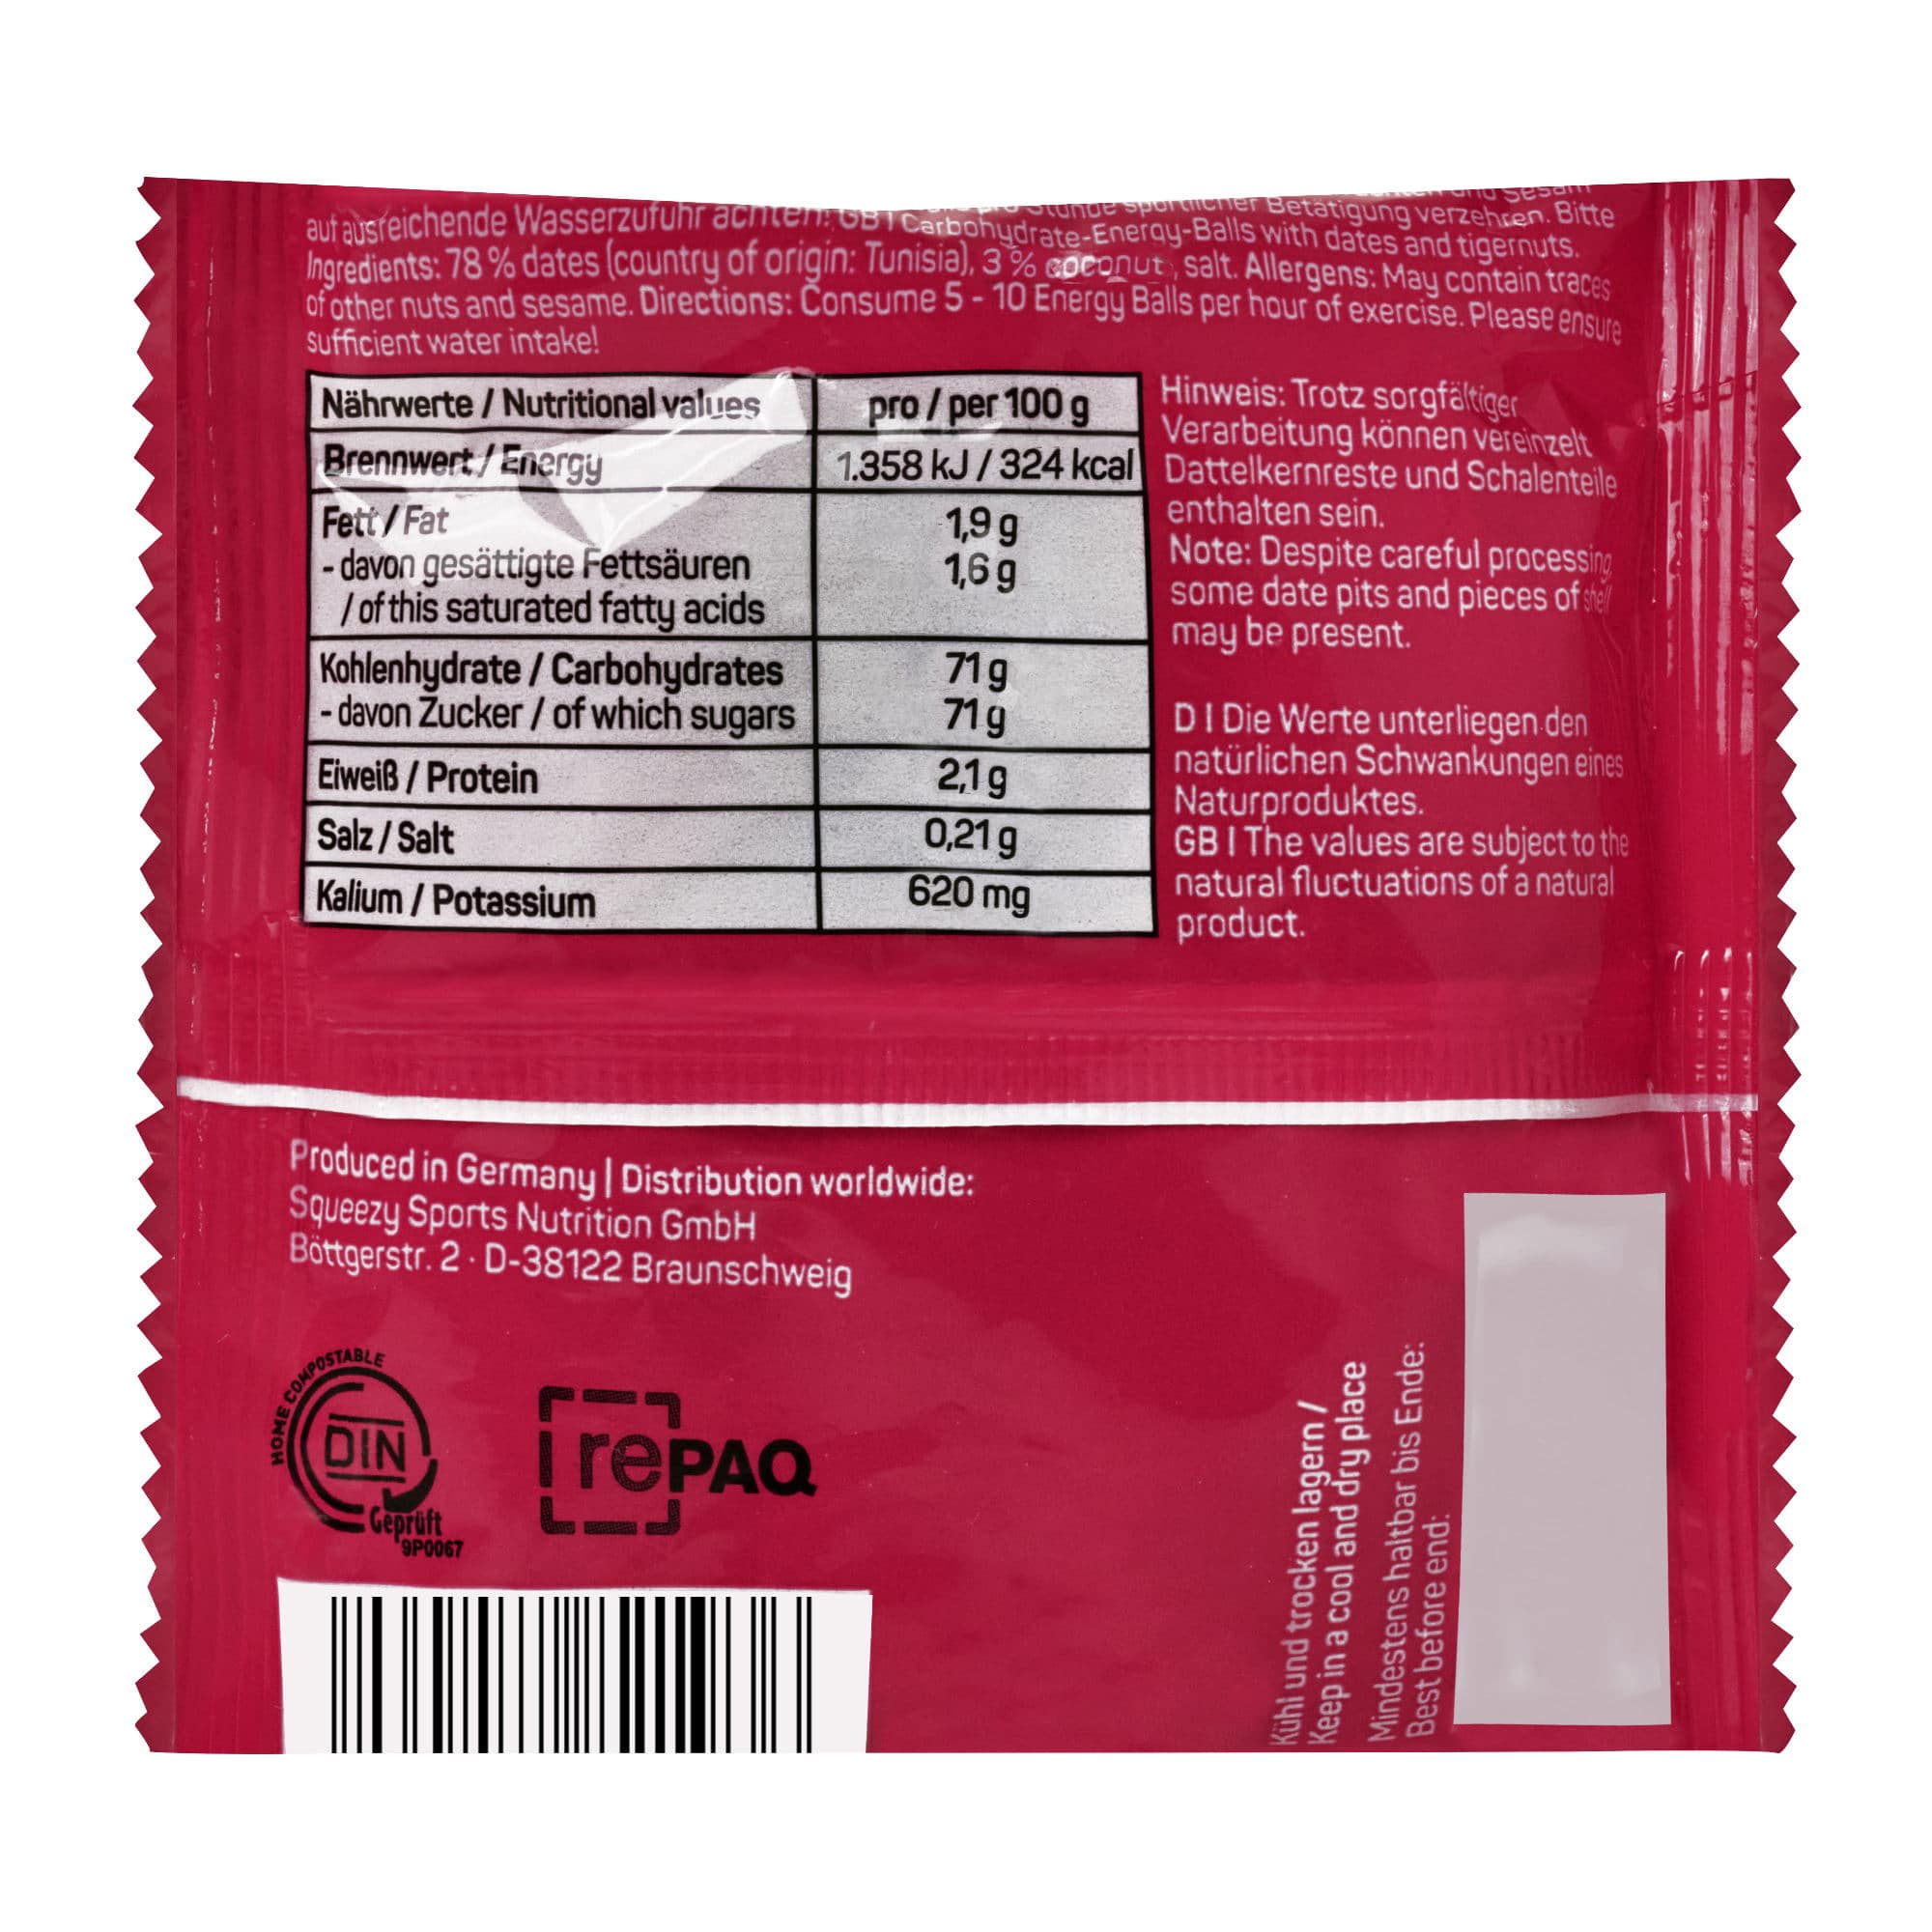 Stunde sportlicher Betätigung verzehren. Bitte
auf ausreichende Wasserzufuhr achten! GB I Carbohydrate-Energy-Balls with dates and tigernuts.
Ingredients: 78 % dates (country of origin: Tunisia), 3 % coconut, salt. Allergens: May contain traces
of other nuts and sesame. Directions: Consume 5 - 10 Energy Balls per hour of exercise. Please ensure
sufficient water intake!
Nährwerte / Nutritional values pro / per 100 g
Brennwert / Energy 1.358 kJ / 324 kcal
Fett / Fat 1,9 g
- davon gesättigte Fettsäuren 1,6 g
/ of this saturated fatty acids
Kohlenhydrate / Carbohydrates 71 g
- davon Zucker / of which sugars 71 g
Eiweiß / Protein 2,1 g
Salz / Salt 0,21 g
Kalium / Potassium 620 mg
Hinweis: Trotz sorgfältiger
Verarbeitung können vereinzelt
Dattelkernreste und Schalenteile
enthalten sein.
Note: Despite careful processing,
some date pits and pieces of shell
may be present.
D I Die Werte unterliegen den
natürlichen Schwankungen eines
Naturproduktes.
GB I The values are subject to the
natural fluctuations of a natural
product.
Produced in Germany | Distribution worldwide:
Squeezy Sports Nutrition GmbH
Böttgerstr. 2 · D-38122 Braunschweig
HOME COMPOSTABLE
DIN
Geprüft
9P0067
rePAQ
Kühl und trocken lagern /
Keep in a cool and dry place
Mindestens haltbar bis Ende:
Best before end: